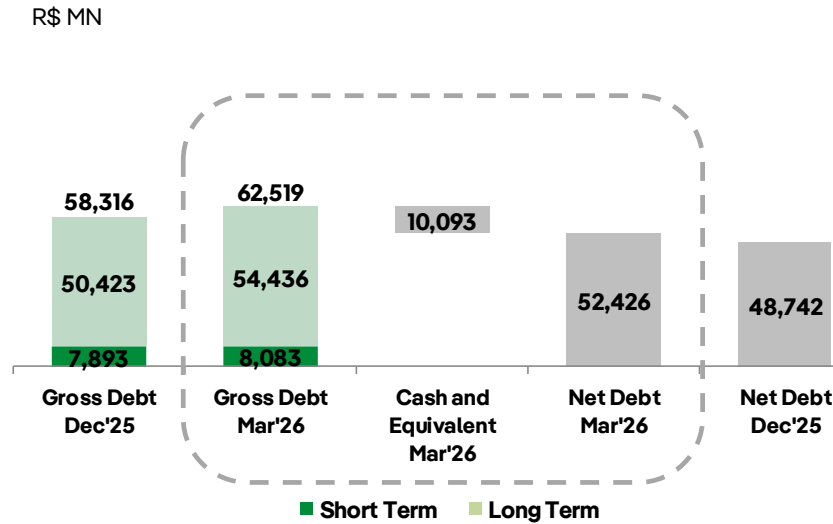 R$ MN
58,316
62,519
10,093
50,423
54,436
52,426
48,742
7,893
8,083
Gross Debt
Dec'25
Gross Debt
Mar'26
Cash and
Equivalent
Mar'26
Net Debt
Mar'26
Net Debt
Dec'25
Short Term
Long Term